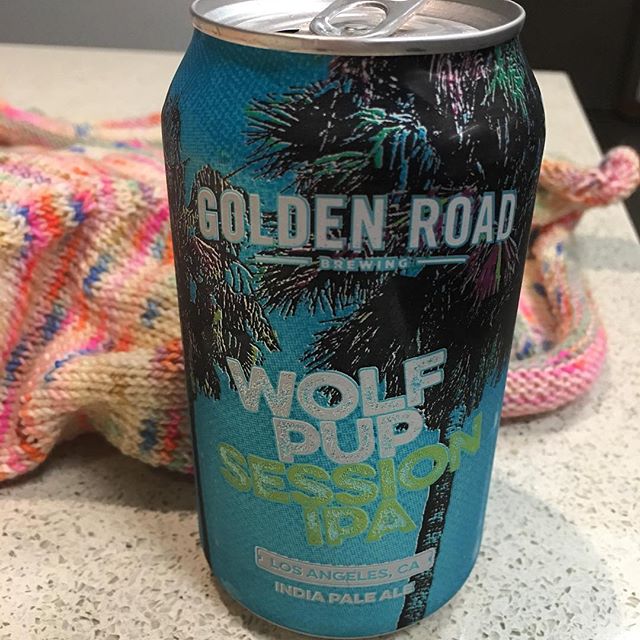 GOLDEN ROAD
BREWING
WOLF
PUP
SESSION
IPA
LOS ANGELES, CA
INDIA PALE ALE